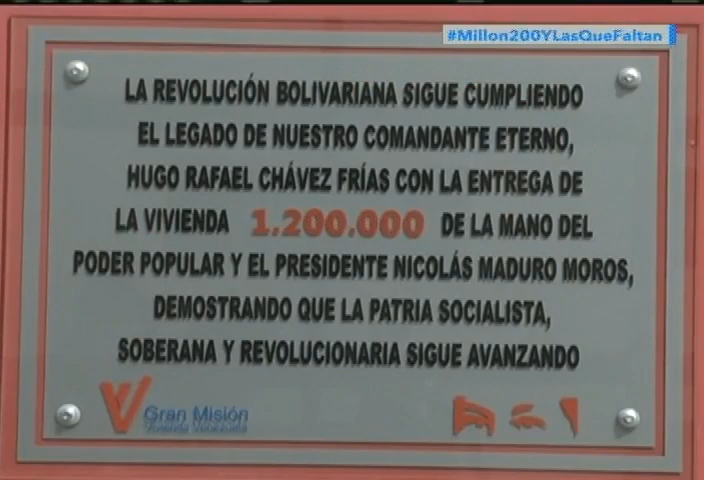 #Millon200YLasQueFaltan
LA REVOLUCIÓN BOLIVARIANA SIGUE CUMPLIENDO
EL LEGADO DE NUESTRO COMANDANTE ETERNO,
HUGO RAFAEL CHÁVEZ FRÍAS CON LA ENTREGA DE
LA VIVIENDA 1.200.000 DE LA MANO DEL
PODER POPULAR Y EL PRESIDENTE NICOLÁS MADURO MOROS,
DEMOSTRANDO QUE LA PATRIA SOCIALISTA,
SOBERANA Y REVOLUCIONARIA SIGUE AVANZANDO
Gran Misión
Vivienda Venezuela